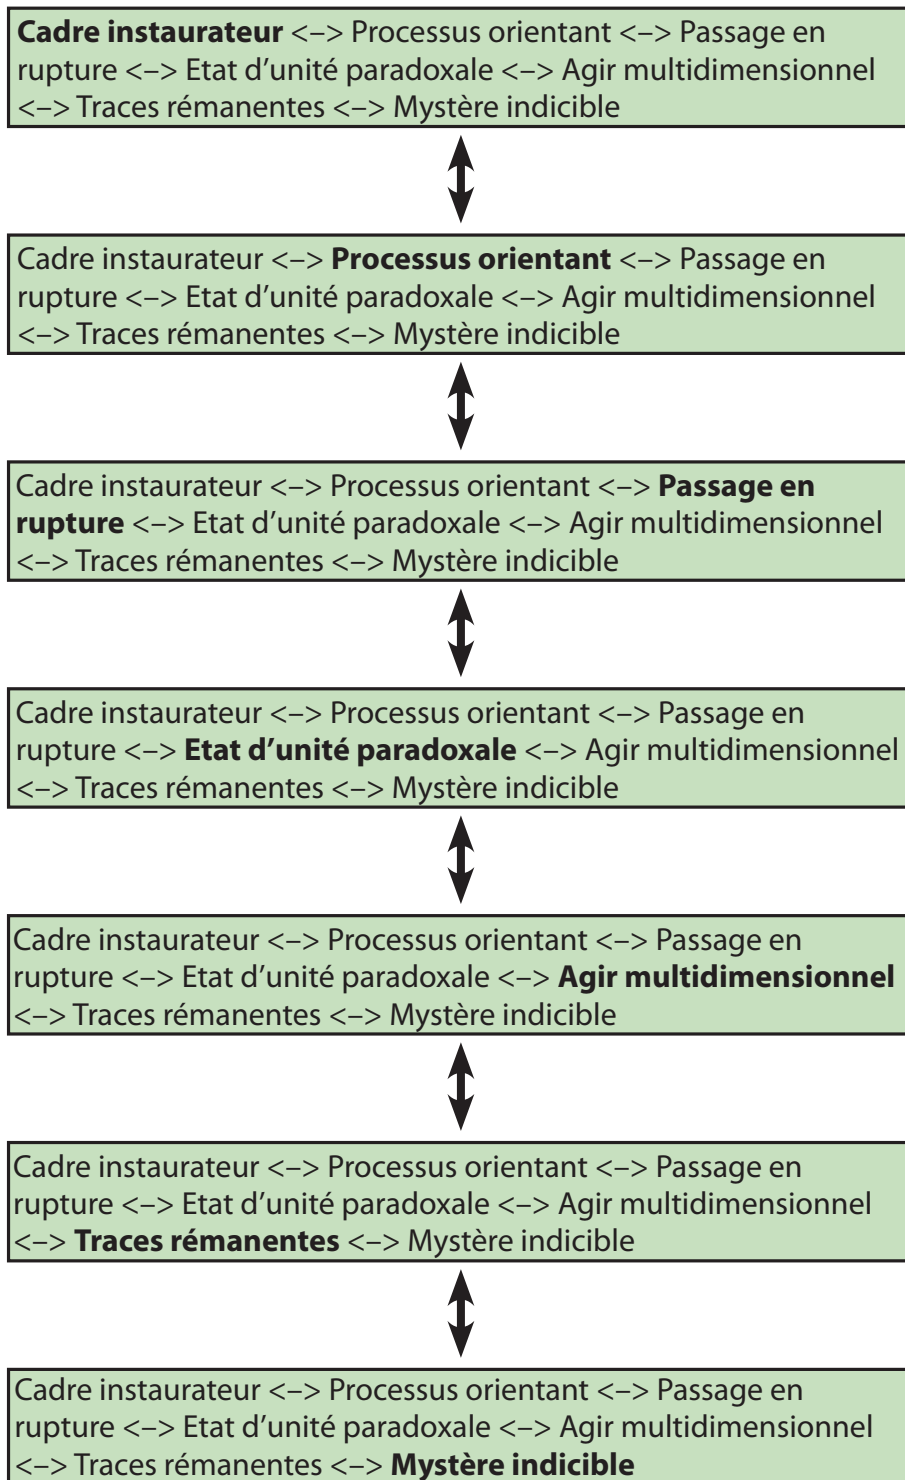 Cadre instaurateur <–> Processus orientant <–> Passage en
rupture <–> Etat d’unité paradoxale <–> Agir multidimensionnel
<–> Traces rémanentes <–> Mystère indicible
Cadre instaurateur <–> Processus orientant <–> Passage en
rupture <–> Etat d’unité paradoxale <–> Agir multidimensionnel
<–> Traces rémanentes <–> Mystère indicible
Cadre instaurateur <–> Processus orientant <–> Passage en
rupture <–> Etat d’unité paradoxale <–> Agir multidimensionnel
<–> Traces rémanentes <–> Mystère indicible
Cadre instaurateur <–> Processus orientant <–> Passage en
rupture <–> Etat d’unité paradoxale <–> Agir multidimensionnel
<–> Traces rémanentes <–> Mystère indicible
Cadre instaurateur <–> Processus orientant <–> Passage en
rupture <–> Etat d’unité paradoxale <–> Agir multidimensionnel
<–> Traces rémanentes <–> Mystère indicible
Cadre instaurateur <–> Processus orientant <–> Passage en
rupture <–> Etat d’unité paradoxale <–> Agir multidimensionnel
<–> Traces rémanentes <–> Mystère indicible
Cadre instaurateur <–> Processus orientant <–> Passage en
rupture <–> Etat d’unité paradoxale <–> Agir multidimensionnel
<–> Traces rémanentes <–> Mystère indicible